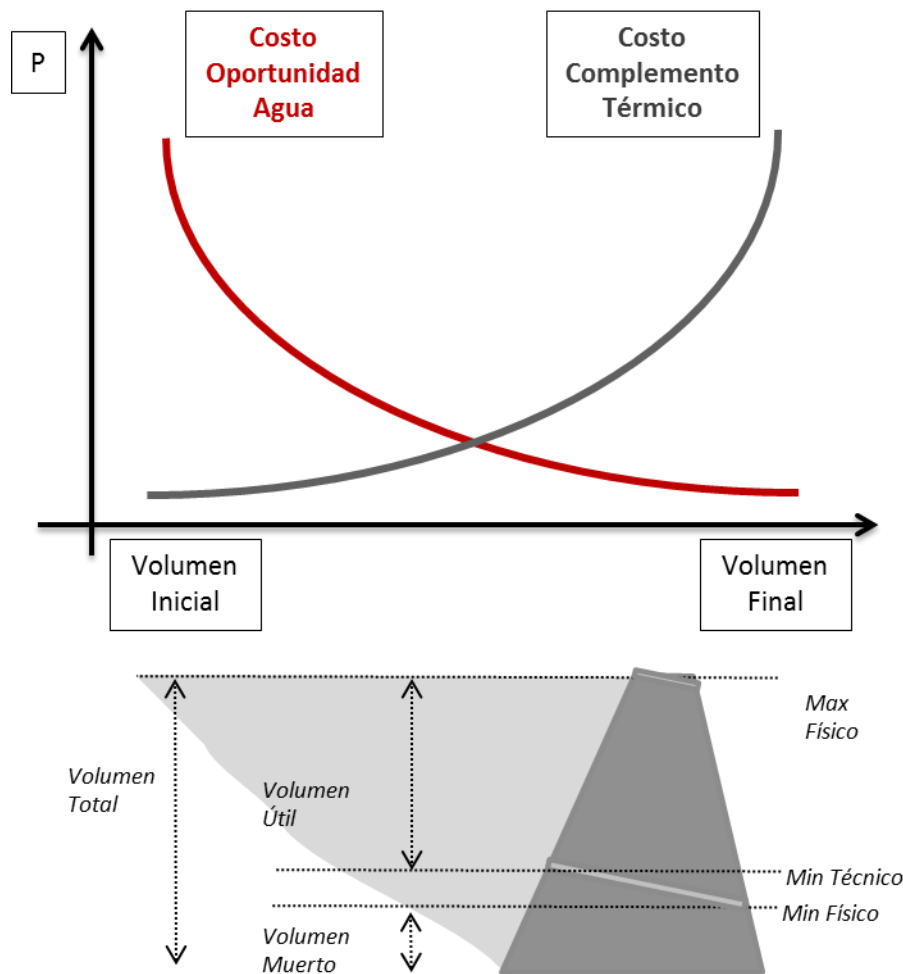 P
Costo
Oportunidad
Agua
Costo
Complemento
Térmico
Volumen
Inicial
Volumen
Final
Max
Físico
Volumen
Total
Volumen
Útil
Min Técnico
Min Físico
Volumen
Muerto